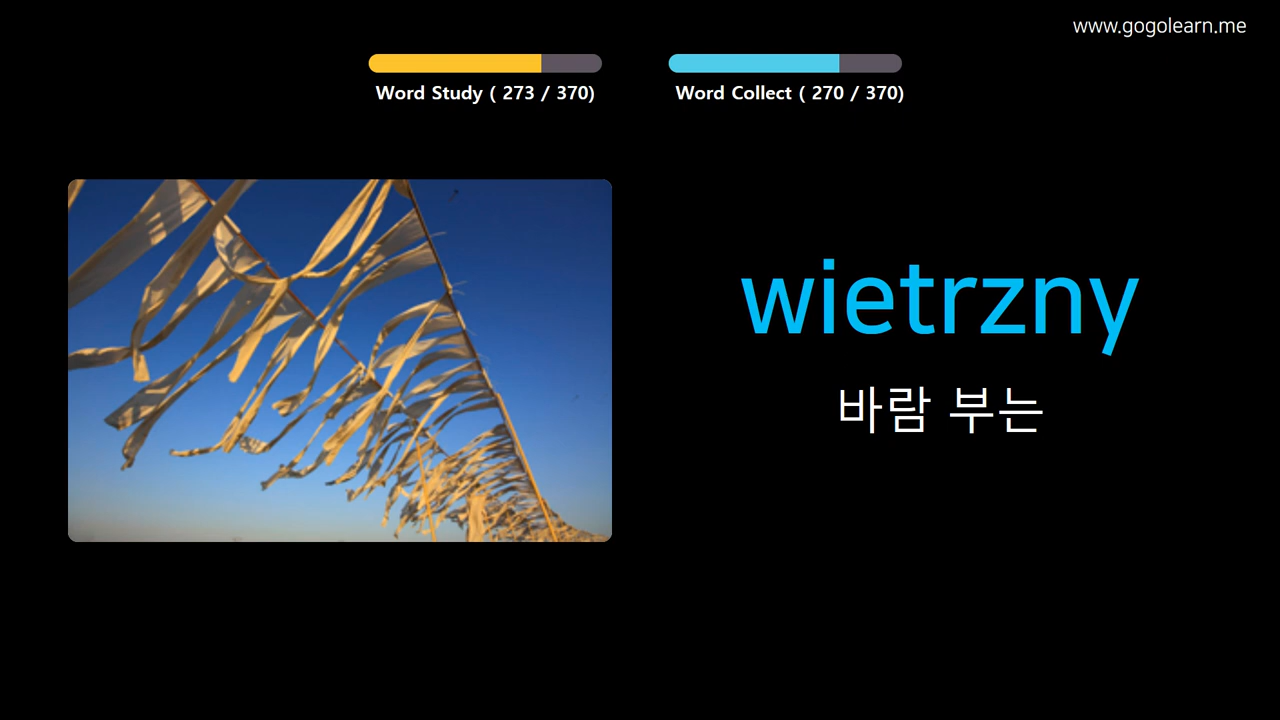 www.gogolearn.me
Word Study ( 273 / 370)
Word Collect ( 270 / 370)
wietrzny
바람 부는